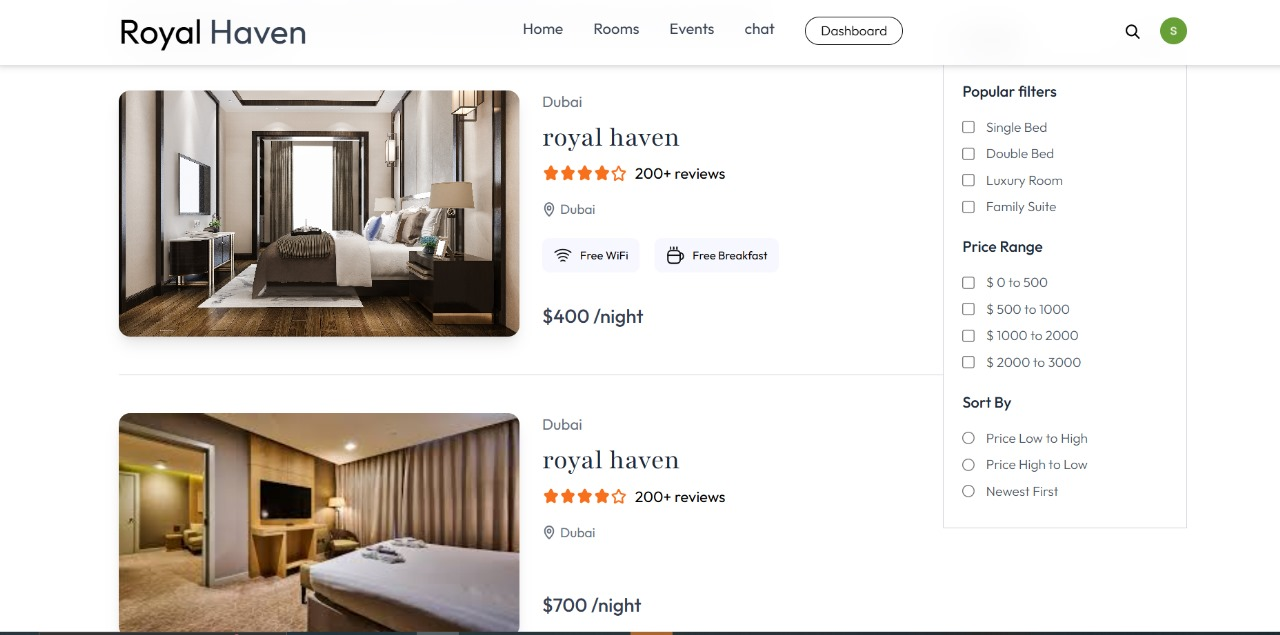 Royal Haven
Home
Rooms
Events
chat
Dashboard
S
Dubai
royal haven
200+ reviews
Dubai
Free WiFi
Free Breakfast
$400 /night
Dubai
royal haven
200+ reviews
Dubai
$700 /night
Popular filters
Single Bed
Double Bed
Luxury Room
Family Suite
Price Range
$ 0 to 500
$ 500 to 1000
$ 1000 to 2000
$ 2000 to 3000
Sort By
Price Low to High
Price High to Low
Newest First